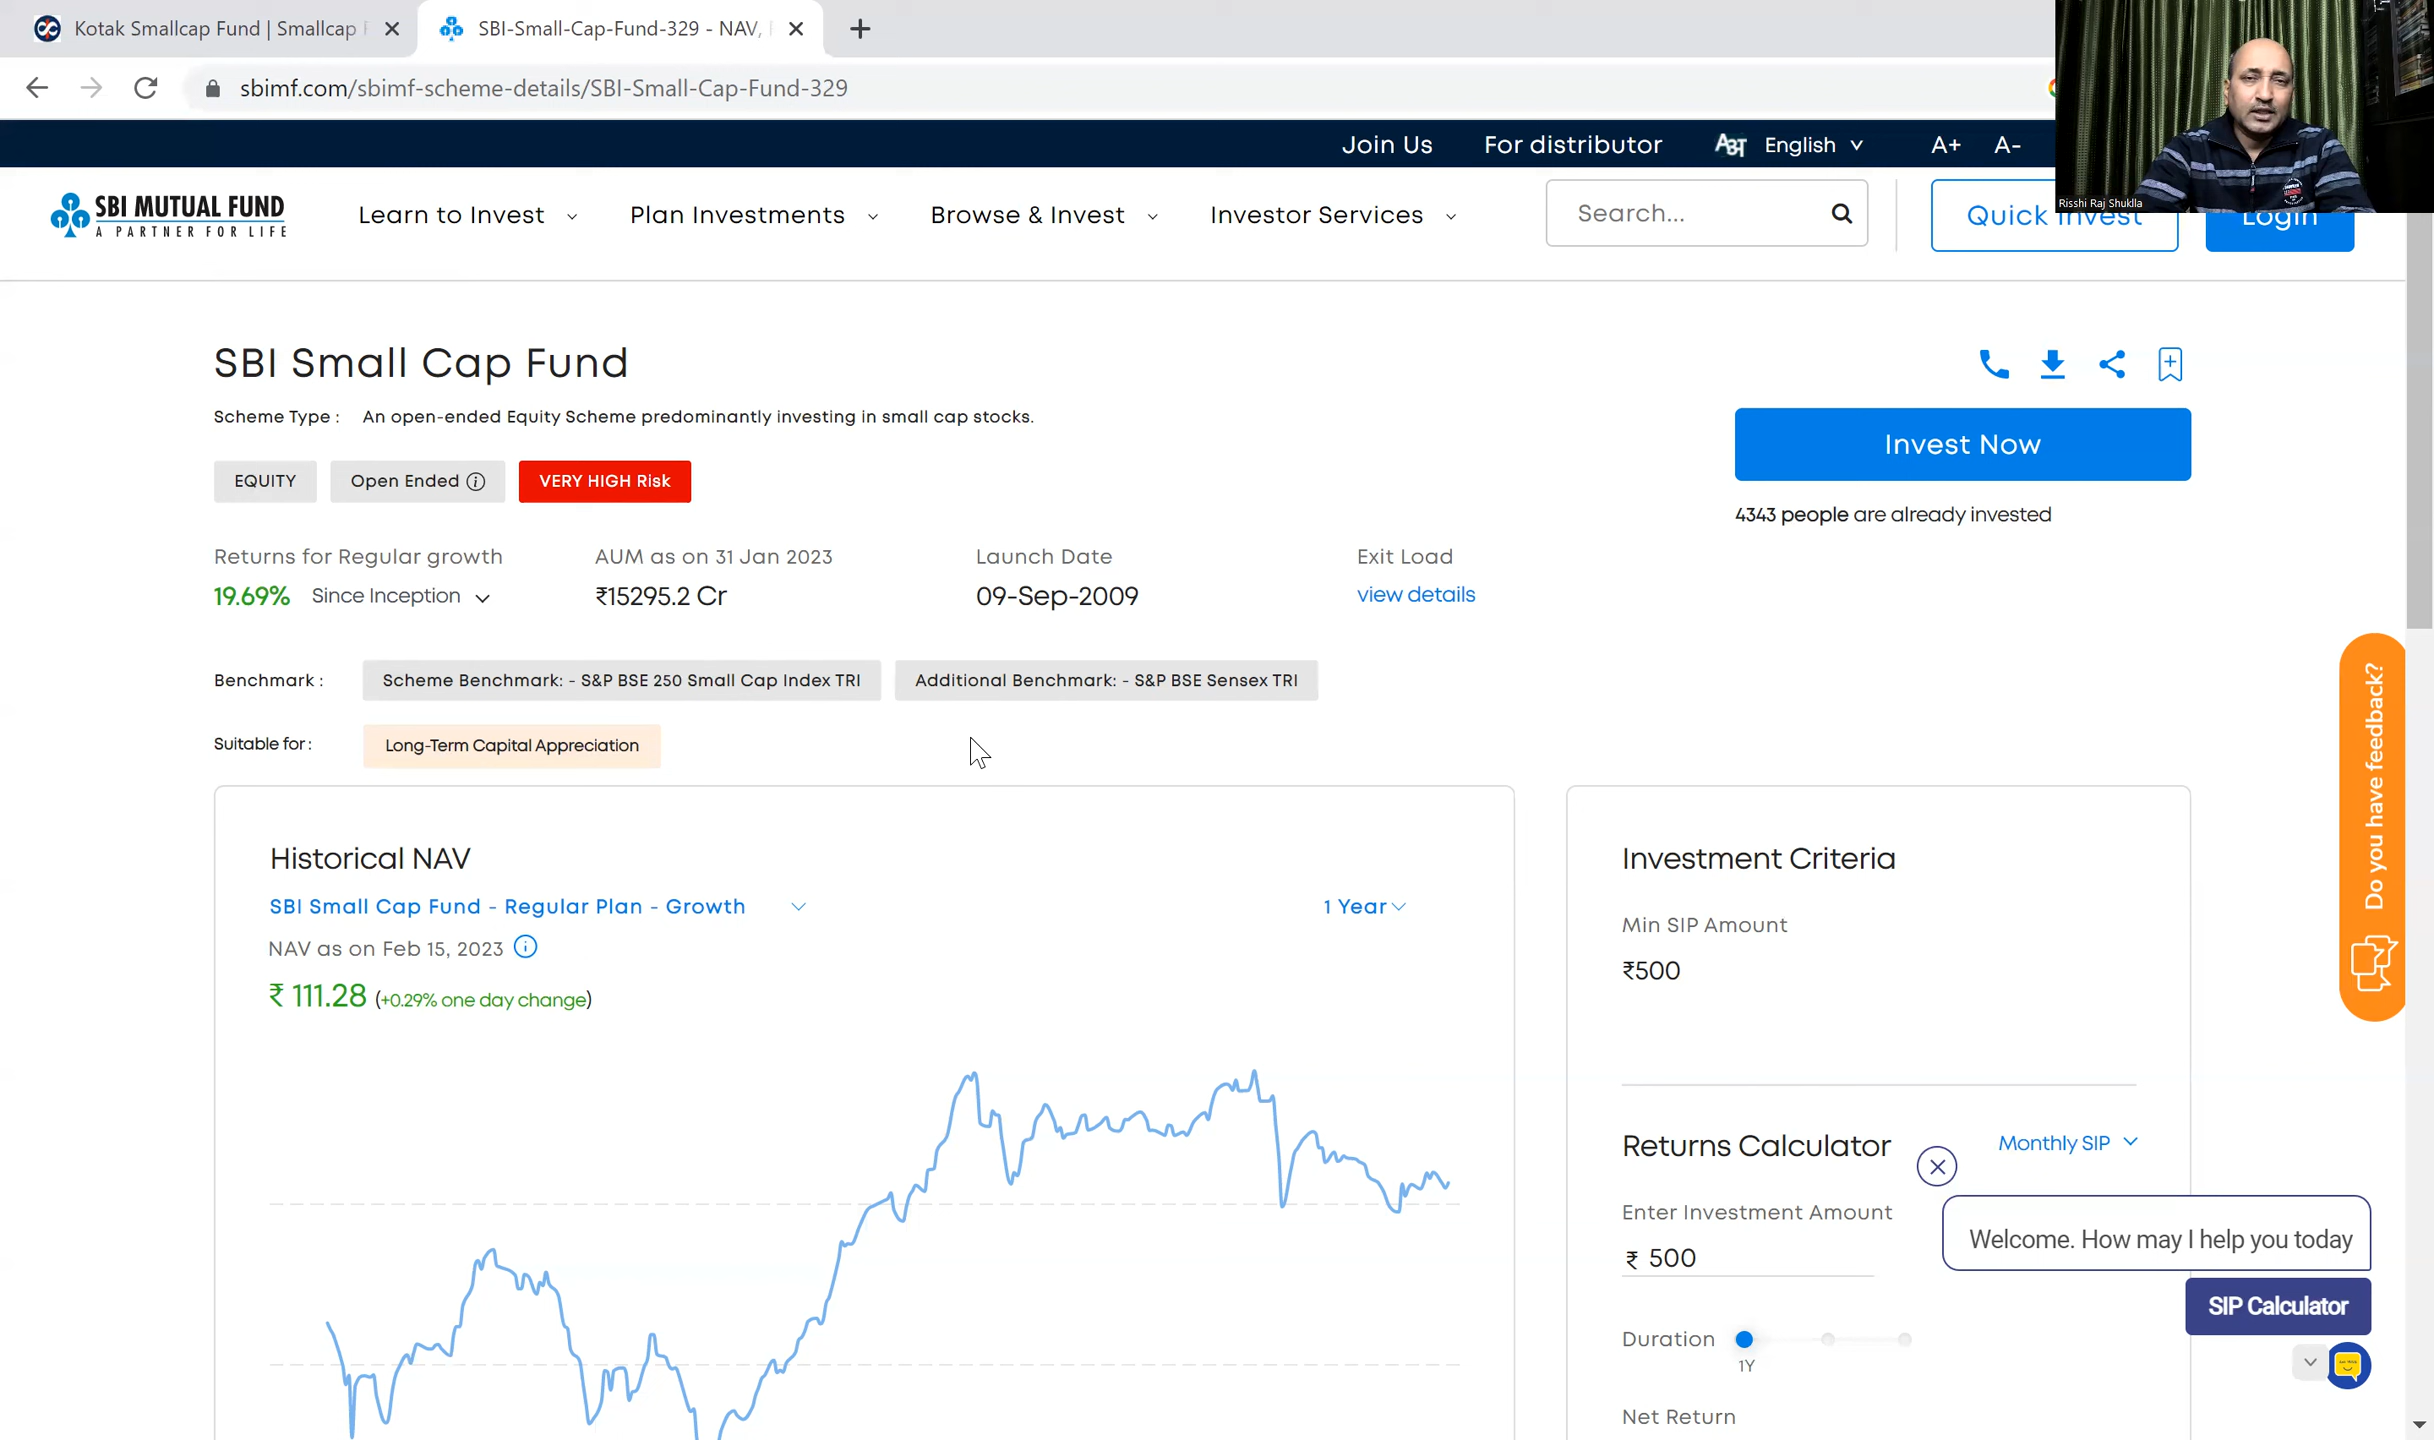 Kotak Smallcap Fund | Smallcap
SBI-Small-Cap-Fund-329 - NAV,
sbimf.com/sbimf-scheme-details/SBI-Small-Cap-Fund-329
Join Us For distributor English A+ A-
Risshi Raj Shuklla
SBI MUTUAL FUND
A PARTNER FOR LIFE
Learn to Invest Plan Investments Browse & Invest Investor Services Search... Quick Invest Login
SBI Small Cap Fund
Scheme Type : An open-ended Equity Scheme predominantly investing in small cap stocks.
Invest Now
EQUITY Open Ended VERY HIGH Risk
4343 people are already invested
Returns for Regular growth AUM as on 31 Jan 2023 Launch Date Exit Load
19.69% Since Inception ₹15295.2 Cr 09-Sep-2009 view details
Benchmark : Scheme Benchmark: - S&P BSE 250 Small Cap Index TRI Additional Benchmark: - S&P BSE Sensex TRI
Suitable for : Long-Term Capital Appreciation
Do you have feedback?
Historical NAV
SBI Small Cap Fund - Regular Plan - Growth 1 Year
NAV as on Feb 15, 2023
₹ 111.28 (+0.29% one day change)
Investment Criteria
Min SIP Amount
₹500
Returns Calculator Monthly SIP
Enter Investment Amount
₹ 500
Welcome. How may I help you today
SIP Calculator
Duration
1Y
Net Return